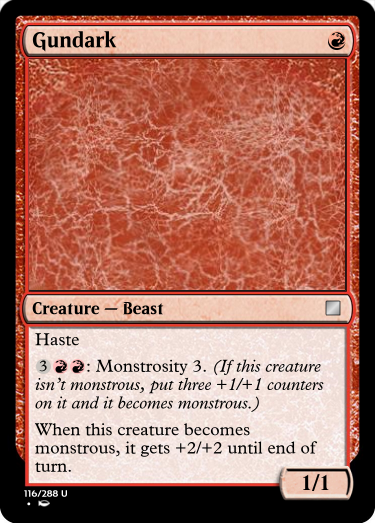 Gundark
Creature — Beast
Haste
3: Monstrosity 3. (If this creature
isn't monstrous, put three +1/+1 counters
on it and it becomes monstrous.)
When this creature becomes
monstrous, it gets +2/+2 until end of
turn.
1/1
116/288 U